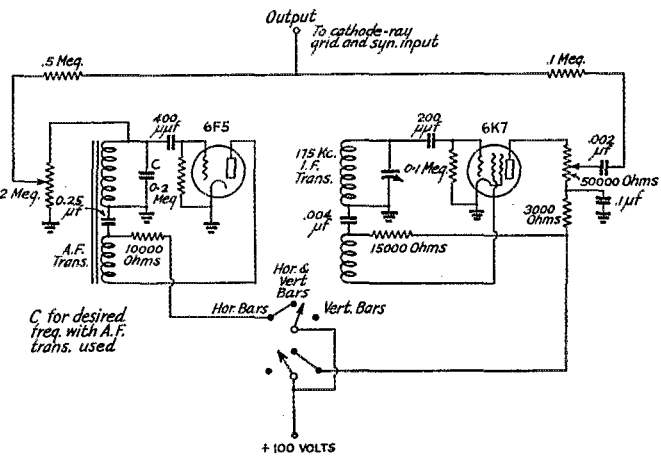 Output
To cathode-ray
grid and syn. input
.5 Meg.
.1 Meg.
400
μμf
6F5
200
μμf
6K7
175 Kc.
I.F.
Trans.
.002
μf
C
0.2
Meg
0.1 Meg.
50000 Ohms
2 Meg.
0.25
μf
.004
μf
3000
Ohms
.1μf
A.F.
Trans.
10000
Ohms
15000 Ohms
Hor. &
Vert
Bars
Hor. Bars
Vert. Bars
C for desired
freq. with A.F.
trans. used
+100 VOLTS